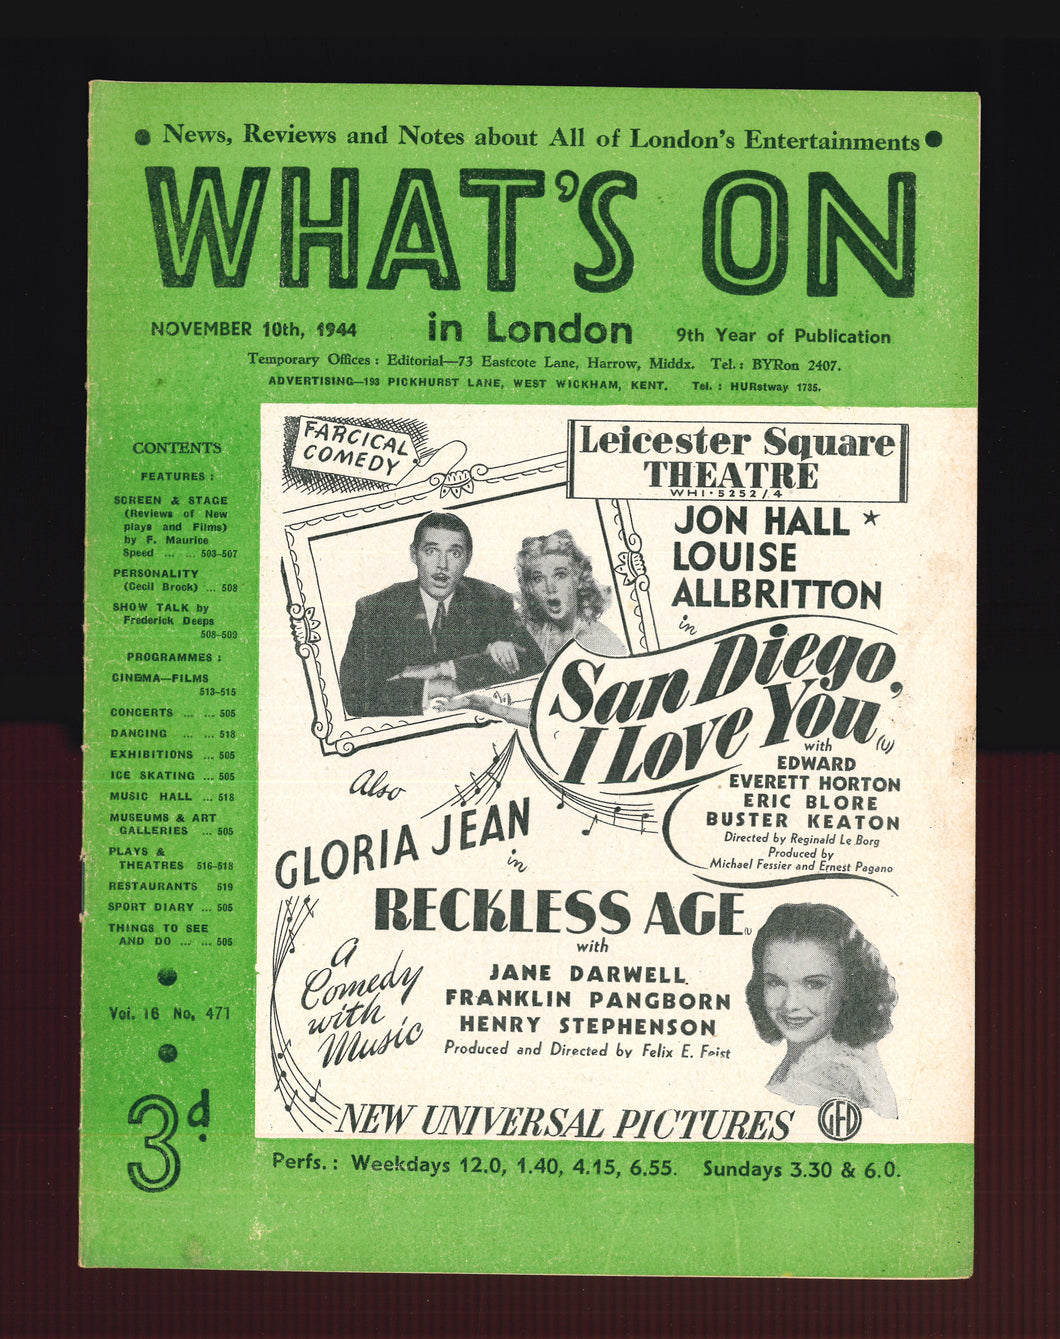 • News, Reviews and Notes about All of London's Entertainments •
WHAT'S ON
NOVEMBER 10th, 1944
in London
9th Year of Publication
Temporary Offices : Editorial—73 Eastcote Lane, Harrow, Middx. Tel. : BYRon 2407.
ADVERTISING—193 PICKHURST LANE, WEST WICKHAM, KENT. Tel. : HURstway 1735.
CONTENTS
FEATURES :
SCREEN & STAGE
(Reviews of New
plays and Films)
by F. Maurice
Speed ... ... 503-507
PERSONALITY
(Cecil Brock) ... 508
SHOW TALK by
Frederick Deeps
508-509
PROGRAMMES :
CINEMA—FILMS
513-515
CONCERTS ... ... 505
DANCING ... ... 518
EXHIBITIONS ... 505
ICE SKATING ... 505
MUSIC HALL ... 518
MUSEUMS & ART
GALLERIES ... 505
PLAYS &
THEATRES 516-518
RESTAURANTS 519
SPORT DIARY ... 505
THINGS TO SEE
AND DO ... ... 505
Vol. 16 No. 471
3d.
FARCICAL
COMEDY
Leicester Square
THEATRE
WHI·5252/4
JON HALL ★
LOUISE
ALLBRITTON
in
San Diego,
I Love You (U)
with
EDWARD
EVERETT HORTON
ERIC BLORE
BUSTER KEATON
Directed by Reginald Le Borg
Produced by
Michael Fessier and Ernest Pagano
Also
GLORIA JEAN
in
RECKLESS AGE
with
A
Comedy
with
Music
JANE DARWELL
FRANKLIN PANGBORN
HENRY STEPHENSON
Produced and Directed by Felix E. Feist
NEW UNIVERSAL PICTURES
GFD
Perfs. : Weekdays 12.0, 1.40, 4.15, 6.55. Sundays 3.30 & 6.0.